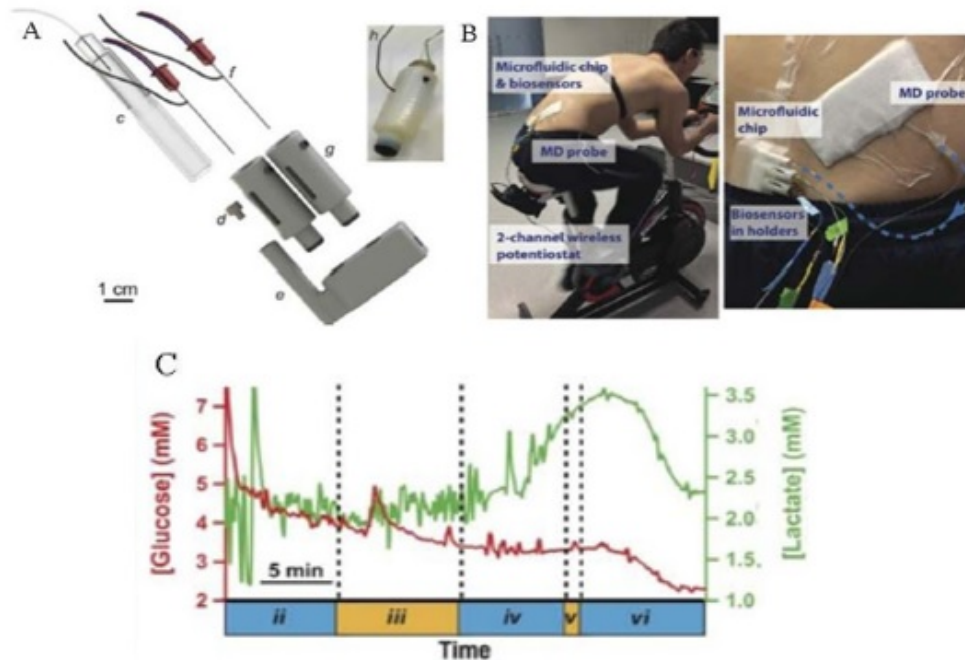 A
c
f
h
g
d
e
1 cm
B
Microfluidic chip
& biosensors
MD probe
2-channel wireless
potentiostat
MD probe
Microfluidic
chip
Biosensors
in holders
C
[Glucose] (mM)
7
6
5
4
3
2
5 min
3.5
3.0
2.5
2.0
1.5
1.0
[Lactate] (mM)
ii iii iv v vi
Time